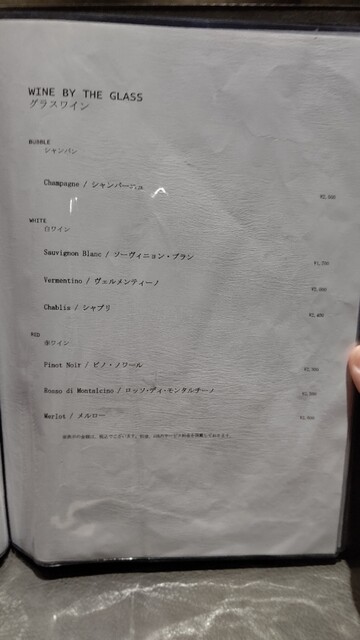 WINE BY THE GLASS
グラスワイン
BUBBLE
シャンパン
Champagne / シャンパーニュ
WHITE
白ワイン
Sauvignon Blanc / ソーヴィニョン・ブラン
Vermentino / ヴェルメンティーノ
Chablis / シャブリ
RED
赤ワイン
Pinot Noir / ピノ・ノワール
Rosso di Montalcino / ロッソ・ディ・モンタルチーノ
Merlot / メルロー